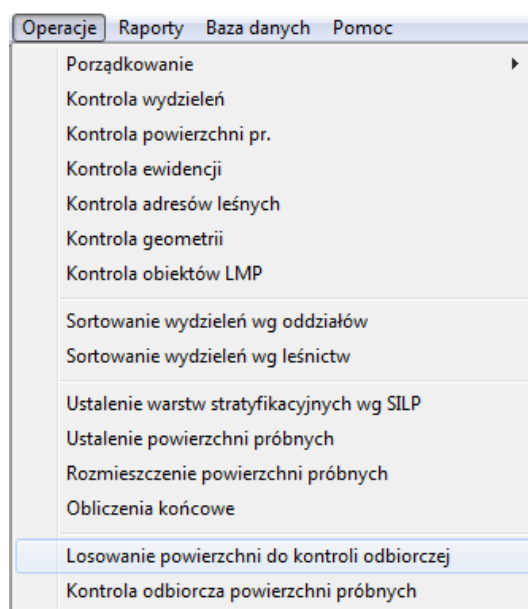 Operacje Raporty Baza danych Pomoc
Porządkowanie
Kontrola wydzieleń
Kontrola powierzchni pr.
Kontrola ewidencji
Kontrola adresów leśnych
Kontrola geometrii
Kontrola obiektów LMP
Sortowanie wydzieleń wg oddziałów
Sortowanie wydzieleń wg leśnictw
Ustalenie warstw stratyfikacyjnych wg SILP
Ustalenie powierzchni próbnych
Rozmieszczenie powierzchni próbnych
Obliczenia końcowe
Losowanie powierzchni do kontroli odbiorczej
Kontrola odbiorcza powierzchni próbnych